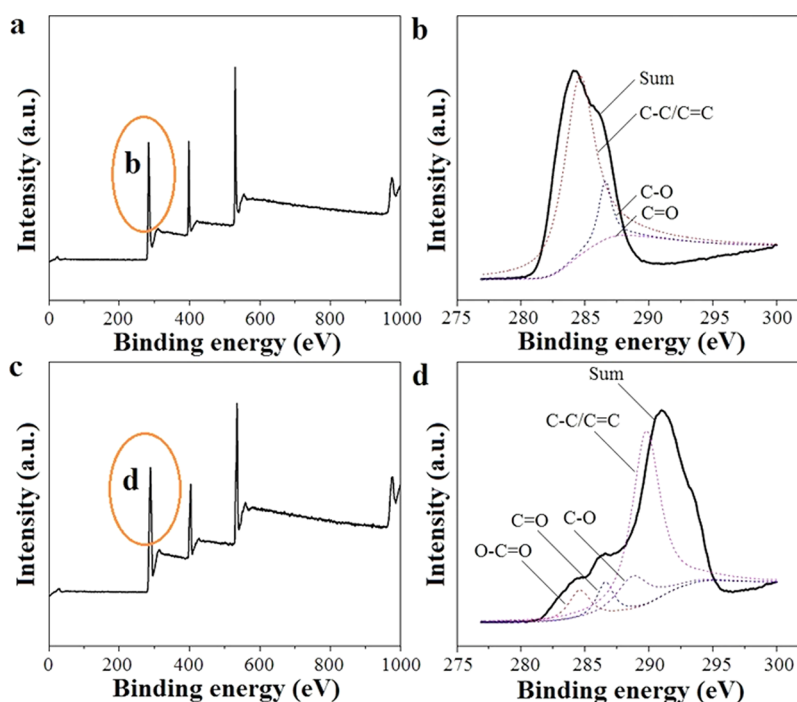 a
Intensity (a.u.)
b
0 200 400 600 800 1000
Binding energy (eV)
b
Intensity (a.u.)
Sum
C-C/C=C
C-O
C=O
275 280 285 290 295 300
Binding energy (eV)
c
Intensity (a.u.)
d
0 200 400 600 800 1000
Binding energy (eV)
d
Intensity (a.u.)
Sum
C-C/C=C
C=O
C-O
O-C=O
275 280 285 290 295 300
Binding energy (eV)